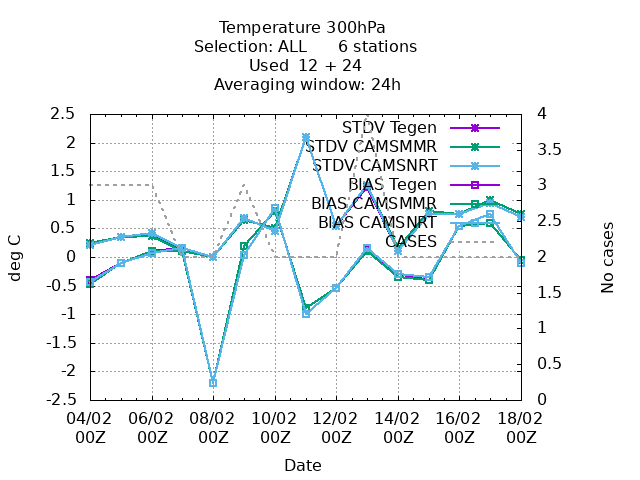 Temperature 300hPa
Selection: ALL 6 stations
Used 12 + 24
Averaging window: 24h
2.5
2
1.5
1
0.5
0
-0.5
-1
-1.5
-2
-2.5
deg C
4
3.5
3
2.5
2
1.5
1
0.5
0
No cases
STDV Tegen
STDV CAMSMMR
STDV CAMSNRT
BIAS Tegen
BIAS CAMSMMR
BIAS CAMSNRT
CASES
04/02 06/02 08/02 10/02 12/02 14/02 16/02 18/02
00Z 00Z 00Z 00Z 00Z 00Z 00Z 00Z
Date